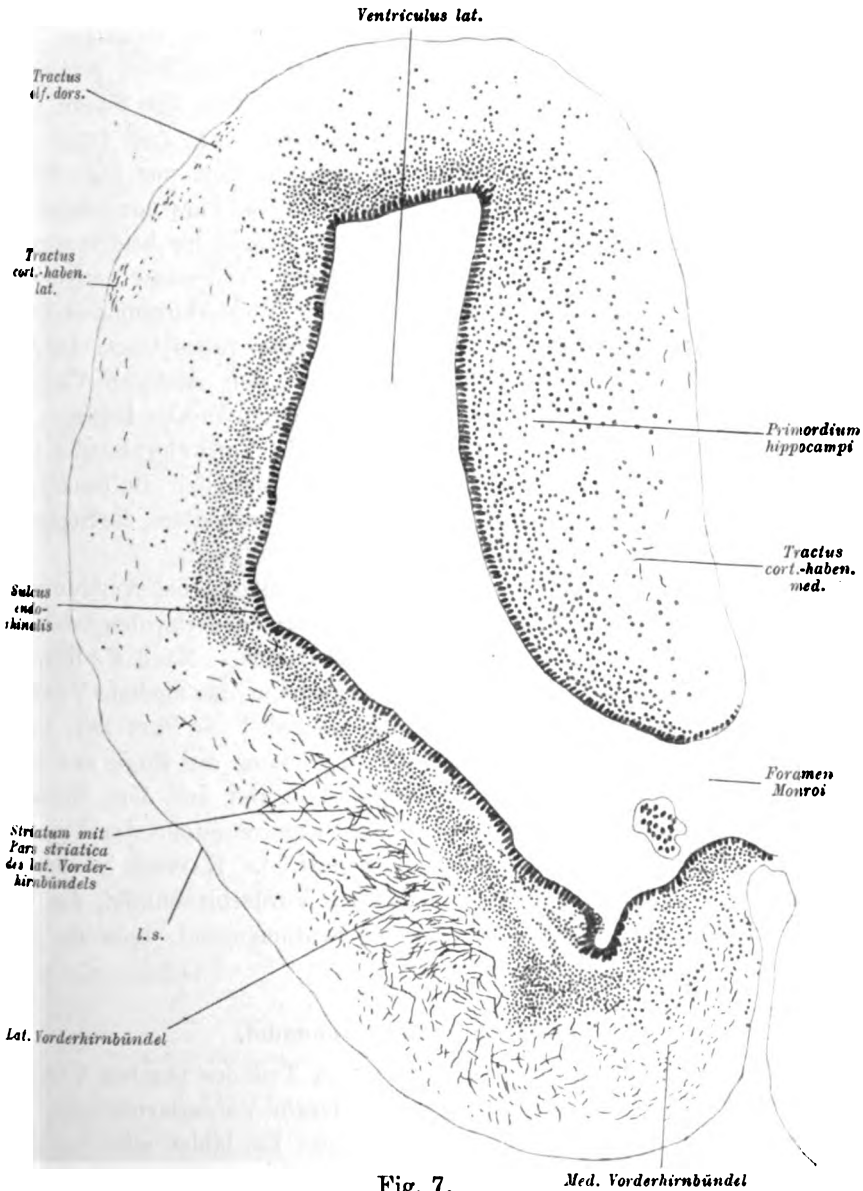 Ventriculus lat.
Tractus
olf. dors.
Tractus
cort.-haben.
lat.
Primordium
hippocampi
Tractus
cort.-haben.
med.
Sulcus
endo-
rhinalis
Foramen
Monroi
Striatum mit
Pars striatica
des lat. Vorder-
hirnbündels
l. s.
Lat. Vorderhirnbündel
Med. Vorderhirnbündel
Fig. 7.